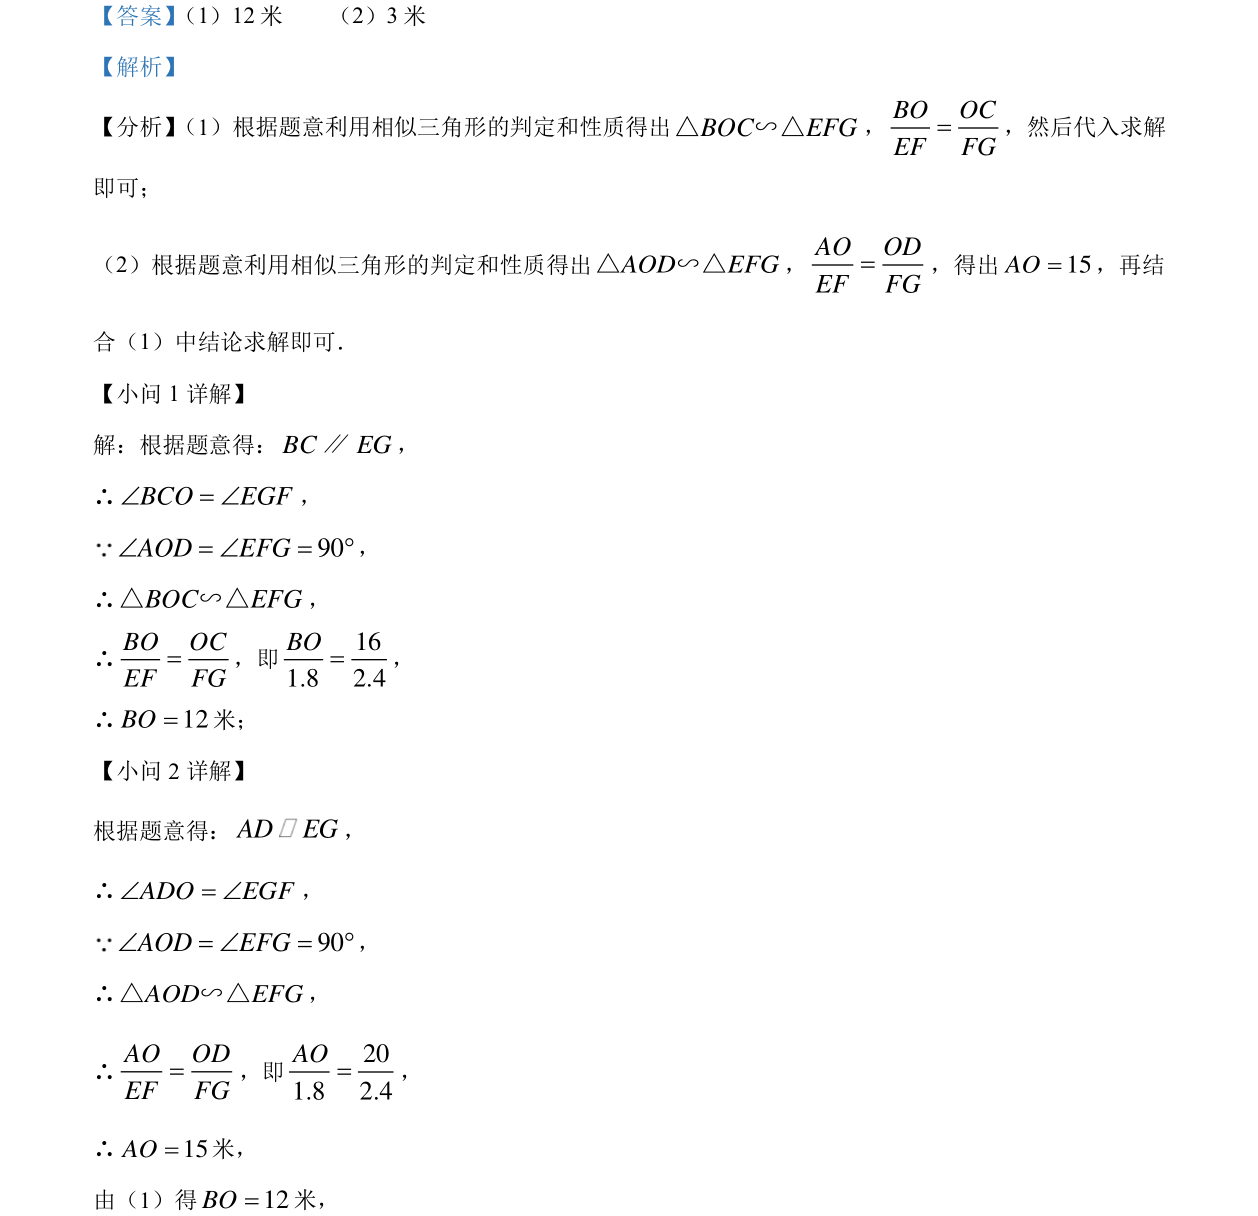 【答案】（1）12 米 （2）3 米
【解析】
【分析】（1）根据题意利用相似三角形的判定和性质得出 △BOC∽△EFG， BO/EF = OC/FG，然后代入求解
即可；
（2）根据题意利用相似三角形的判定和性质得出 △AOD∽△EFG， AO/EF = OD/FG，得出 AO = 15，再结
合（1）中结论求解即可．
【小问 1 详解】
解：根据题意得： BC ∥ EG，
∴ ∠BCO = ∠EGF，
∵ ∠AOD = ∠EFG = 90°，
∴ △BOC∽△EFG，
∴ BO/EF = OC/FG，即 BO/1.8 = 16/2.4，
∴ BO = 12 米；
【小问 2 详解】
根据题意得： AD □ EG，
∴ ∠ADO = ∠EGF，
∵ ∠AOD = ∠EFG = 90°，
∴ △AOD∽△EFG，
∴ AO/EF = OD/FG，即 AO/1.8 = 20/2.4，
∴ AO = 15 米，
由（1）得 BO = 12 米，